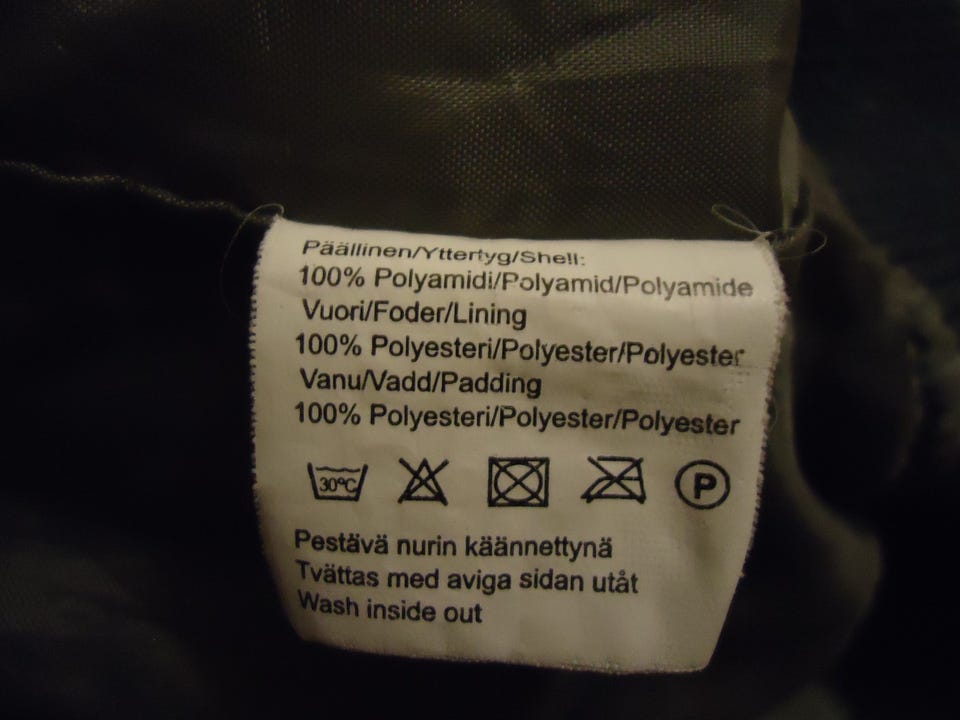 Päällinen/Yttertyg/Shell:
100% Polyamidi/Polyamid/Polyamide
Vuori/Foder/Lining
100% Polyesteri/Polyester/Polyester
Vanu/Vadd/Padding
100% Polyesteri/Polyester/Polyester
30°C P
Pestävä nurin käännettynä
Tvättas med aviga sidan utåt
Wash inside out